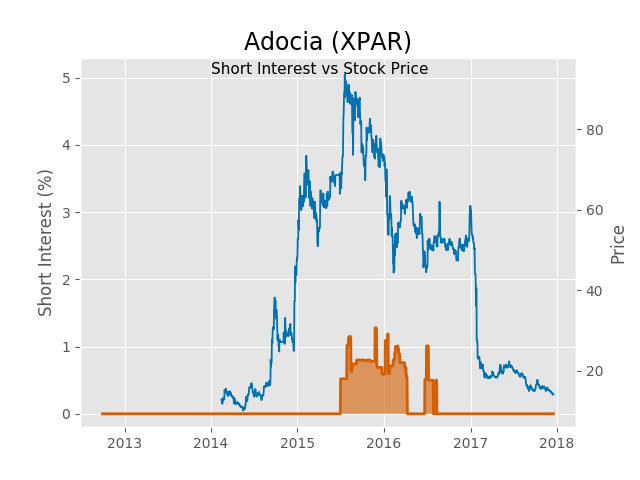 Adocia (XPAR)
Short Interest vs Stock Price
Short Interest (%)
5
4
3
2
1
0
80
60
40
20
Price
2013 2014 2015 2016 2017 2018